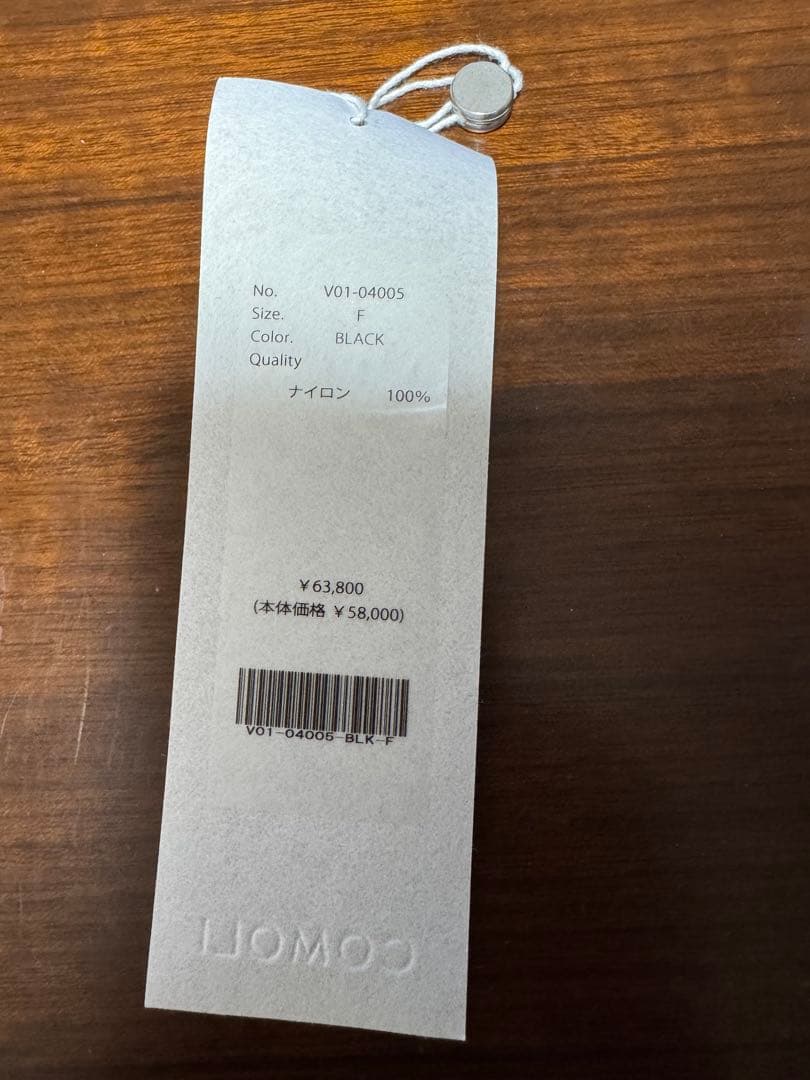 No. V01-04005
Size. F
Color. BLACK
Quality
ナイロン 100%
￥63,800
(本体価格 ￥58,000)
V01-04005-BLK-F
COMOLI